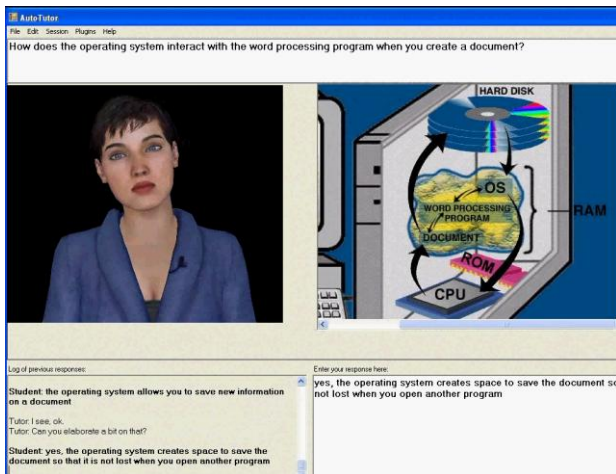 AutoTutor
File Edit Session Plugins Help
How does the operating system interact with the word processing program when you create a document?
HARD DISK
OS
WORD PROCESSING
PROGRAM
DOCUMENT
RAM
ROM
CPU
Log of previous responses:
Student: the operating system allows you to save new information
on a document
Tutor: I see, ok.
Tutor: Can you elaborate a bit on that?
Student: yes, the operating system creates space to save the
document so that it is not lost when you open another program
Enter your response here:
yes, the operating system creates space to save the document so
not lost when you open another program